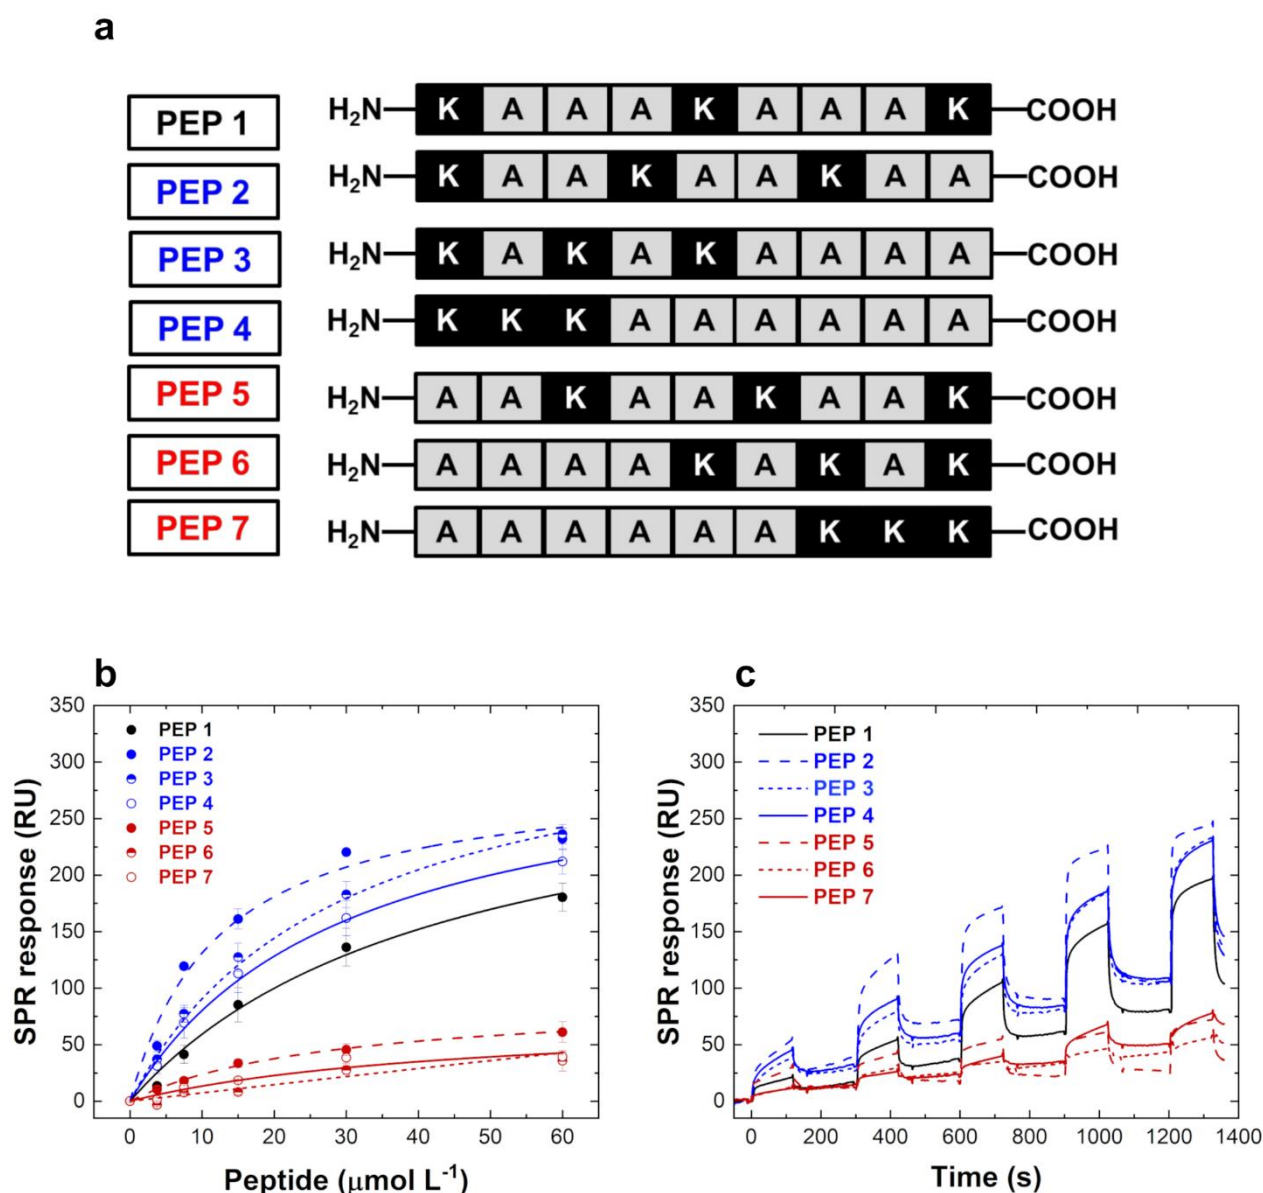 a
PEP 1 H₂N K A A A K A A A K COOH
PEP 2 H₂N K A A K A A K A A COOH
PEP 3 H₂N K A K A K A A A A COOH
PEP 4 H₂N K K K A A A A A A COOH
PEP 5 H₂N A A K A A K A A K COOH
PEP 6 H₂N A A A A K A K A K COOH
PEP 7 H₂N A A A A A A K K K COOH
b
350
300
250
200
150
100
50
0
SPR response (RU)
PEP 1
PEP 2
PEP 3
PEP 4
PEP 5
PEP 6
PEP 7
0 10 20 30 40 50 60
Peptide (μmol L⁻¹)
c
350
300
250
200
150
100
50
0
SPR response (RU)
PEP 1
PEP 2
PEP 3
PEP 4
PEP 5
PEP 6
PEP 7
0 200 400 600 800 1000 1200 1400
Time (s)